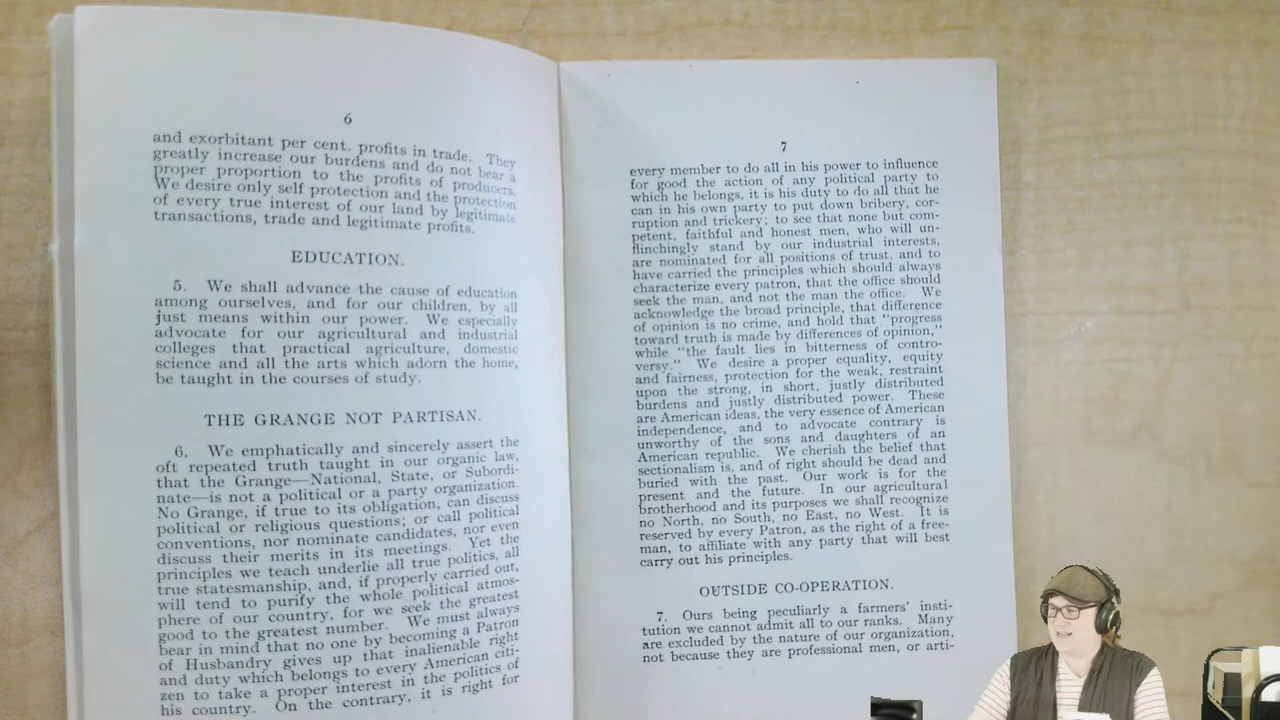 6
and exorbitant per cent. profits in trade. They
greatly increase our burdens and do not bear a
proper proportion to the profits of producers.
We desire only self protection and the protection
of every true interest of our land by legitimate
transactions, trade and legitimate profits.
EDUCATION.
5. We shall advance the cause of education
among ourselves, and for our children, by all
just means within our power. We especially
advocate for our agricultural and industrial
colleges that practical agriculture, domestic
science and all the arts which adorn the home,
be taught in the courses of study.
THE GRANGE NOT PARTISAN.
6. We emphatically and sincerely assert the
oft repeated truth taught in our organic law,
that the Grange—National, State, or Subordi-
nate—is not a political or a party organization.
No Grange, if true to its obligation, can discuss
political or religious questions; or call political
conventions, nor nominate candidates, nor even
discuss their merits in its meetings. Yet the
principles we teach underlie all true politics, all
true statesmanship, and, if properly carried out,
will tend to purify the whole political atmos-
phere of our country, for we seek the greatest
good to the greatest number. We must always
bear in mind that no one by becoming a Patron
of Husbandry gives up that inalienable right
and duty which belongs to every American citi-
zen to take a proper interest in the politics of
his country. On the contrary, it is right for
7
every member to do all in his power to influence
for good the action of any political party to
which he belongs, it is his duty to do all that he
can in his own party to put down bribery, cor-
ruption and trickery; to see that none but com-
petent, faithful and honest men, who will un-
flinchingly stand by our industrial interests,
are nominated for all positions of trust, and to
have carried the principles which should always
characterize every patron, that the office should
seek the man, and not the man the office. We
acknowledge the broad principle, that difference
of opinion is no crime, and hold that "progress
toward truth is made by differences of opinion,"
while "the fault lies in bitterness of contro-
versy." We desire a proper equality, equity
and fairness, protection for the weak, restraint
upon the strong, in short, justly distributed
burdens and justly distributed power. These
are American ideas, the very essence of American
independence, and to advocate contrary is
unworthy of the sons and daughters of an
American republic. We cherish the belief that
sectionalism is, and of right should be dead and
buried with the past. Our work is for the
present and the future. In our agricultural
brotherhood and its purposes we shall recognize
no North, no South, no East, no West. It is
reserved by every Patron, as the right of a free-
man, to affiliate with any party that will best
carry out his principles.
OUTSIDE CO-OPERATION.
7. Ours being peculiarly a farmers' insti-
tution we cannot admit all to our ranks. Many
are excluded by the nature of our organization,
not because they are professional men, or arti-